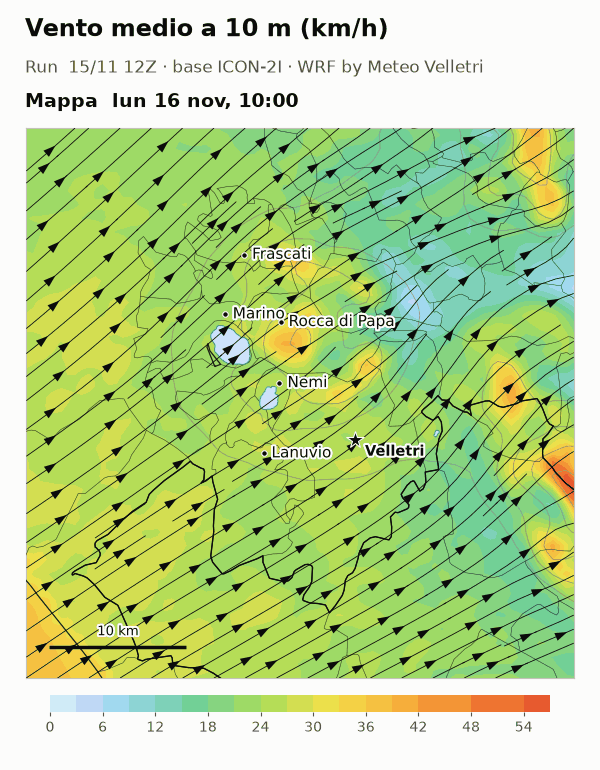 Vento medio a 10 m (km/h)
Run  15/11 12Z · base ICON-2I · WRF by Meteo Velletri
Mappa  lun 16 nov, 10:00
Frascati
Marino
Rocca di Papa
Nemi
Velletri
Lanuvio
10 km
0 6 12 18 24 30 36 42 48 54